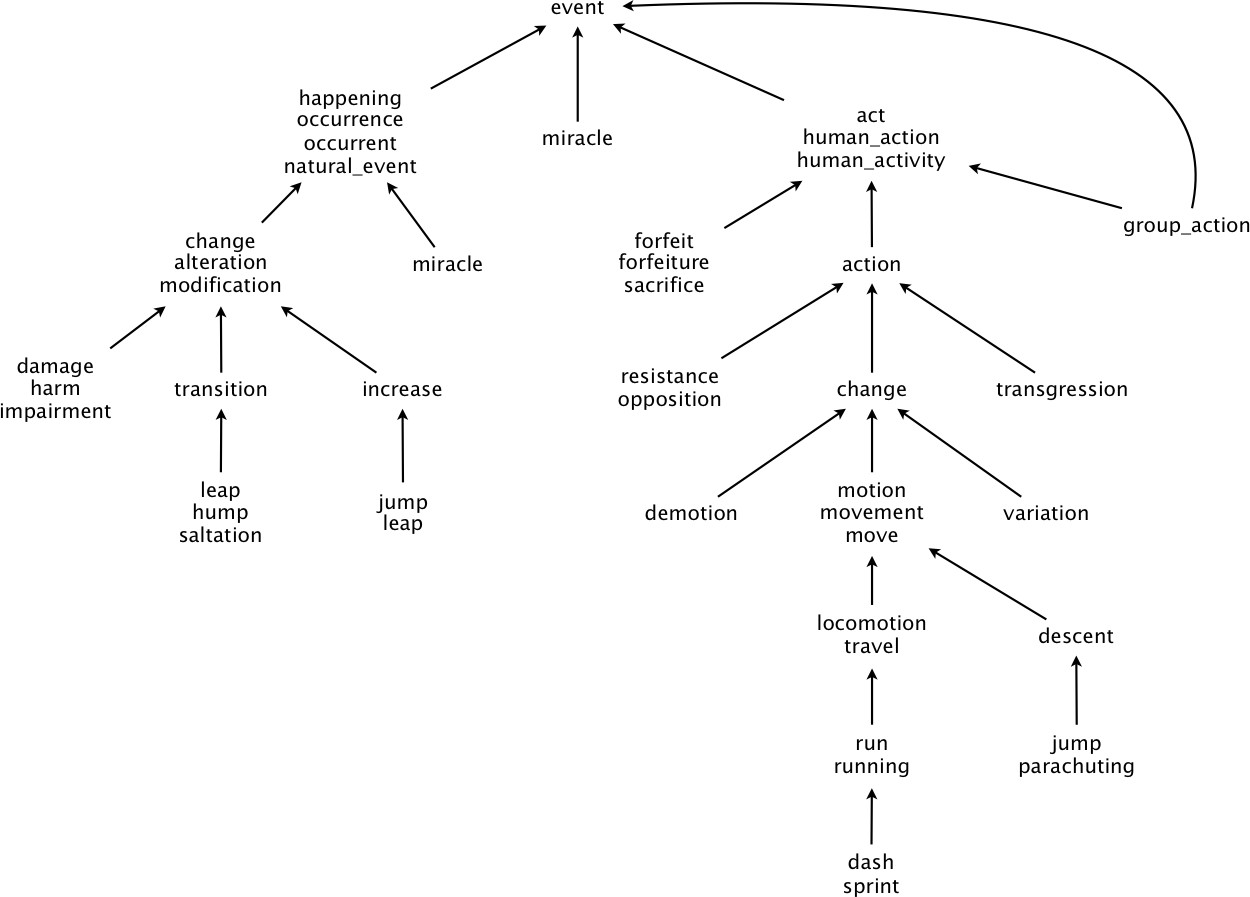 event
happening
occurrence
occurrent
natural_event
miracle
act
human_action
human_activity
group_action
change
alteration
modification
miracle
forfeit
forfeiture
sacrifice
action
damage
harm
impairment
transition
increase
resistance
opposition
change
transgression
leap
hump
saltation
jump
leap
demotion
motion
movement
move
variation
locomotion
travel
descent
run
running
jump
parachuting
dash
sprint